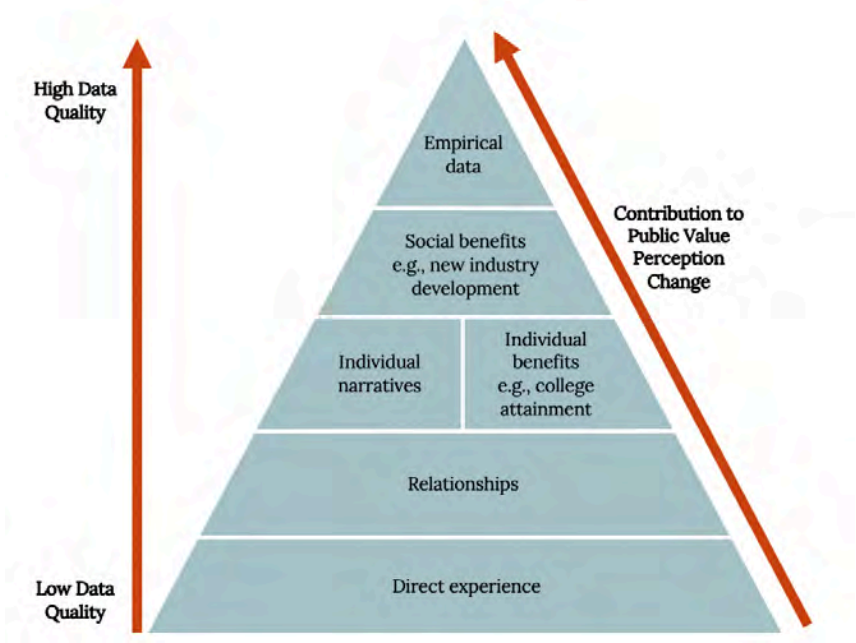 High Data
Quality
Empirical
data
Contribution to
Public Value
Perception
Change
Social benefits
e.g., new industry
development
Individual
narratives
Individual
benefits
e.g., college
attainment
Relationships
Low Data
Quality
Direct experience